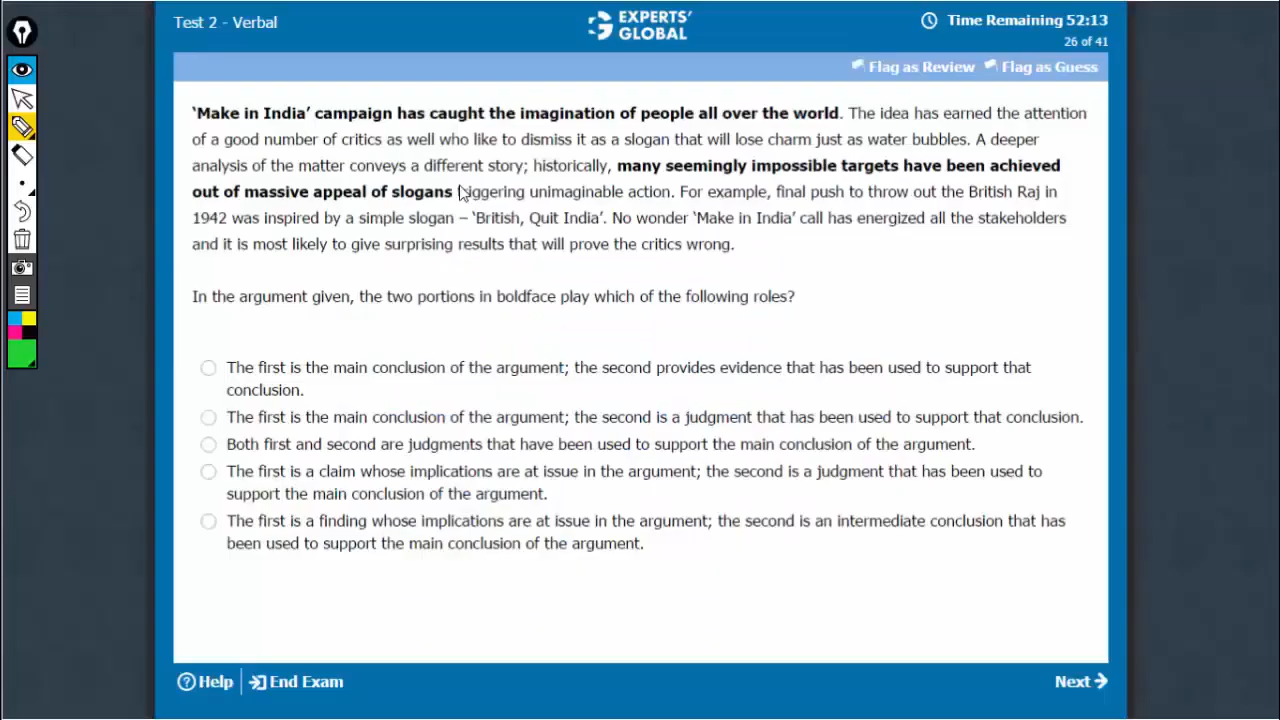 Test 2 - Verbal
EXPERTS'
GLOBAL
Time Remaining 52:13
26 of 41
Flag as Review Flag as Guess
‘Make in India’ campaign has caught the imagination of people all over the world. The idea has earned the attention
of a good number of critics as well who like to dismiss it as a slogan that will lose charm just as water bubbles. A deeper
analysis of the matter conveys a different story; historically, many seemingly impossible targets have been achieved
out of massive appeal of slogans triggering unimaginable action. For example, final push to throw out the British Raj in
1942 was inspired by a simple slogan – ‘British, Quit India’. No wonder ‘Make in India’ call has energized all the stakeholders
and it is most likely to give surprising results that will prove the critics wrong.
In the argument given, the two portions in boldface play which of the following roles?
The first is the main conclusion of the argument; the second provides evidence that has been used to support that
conclusion.
The first is the main conclusion of the argument; the second is a judgment that has been used to support that conclusion.
Both first and second are judgments that have been used to support the main conclusion of the argument.
The first is a claim whose implications are at issue in the argument; the second is a judgment that has been used to
support the main conclusion of the argument.
The first is a finding whose implications are at issue in the argument; the second is an intermediate conclusion that has
been used to support the main conclusion of the argument.
Help End Exam
Next